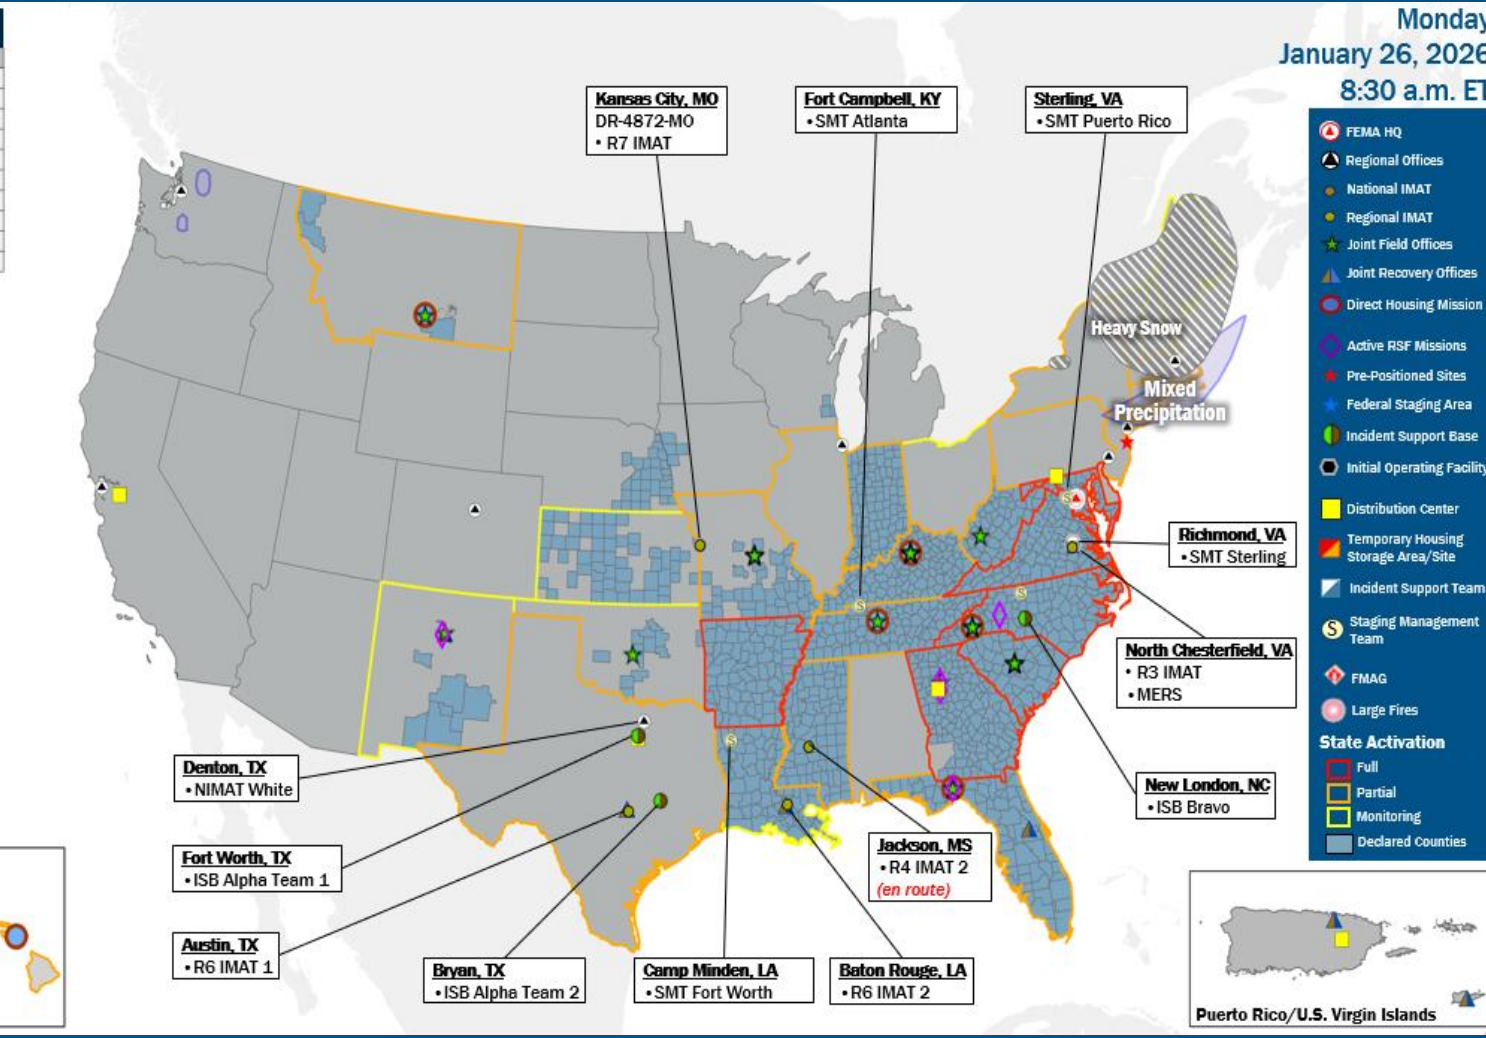 Monday
January 26, 2026
8:30 a.m. ET
Kansas City, MO
DR-4872-MO
• R7 IMAT
Fort Campbell, KY
• SMT Atlanta
Sterling, VA
• SMT Puerto Rico
FEMA HQ
Regional Offices
National IMAT
Regional IMAT
Joint Field Offices
Joint Recovery Offices
Direct Housing Mission
Active RSF Missions
Pre-Positioned Sites
Federal Staging Area
Incident Support Base
Initial Operating Facility
Distribution Center
Temporary Housing
Storage Area/Site
Incident Support Team
S
Staging Management
Team
FMAG
Large Fires
State Activation
Full
Partial
Monitoring
Declared Counties
Heavy Snow
Mixed
Precipitation
S
S
S
S
Richmond, VA
• SMT Sterling
North Chesterfield, VA
• R3 IMAT
• MERS
New London, NC
• ISB Bravo
Denton, TX
• NIMAT White
Fort Worth, TX
• ISB Alpha Team 1
Austin, TX
• R6 IMAT 1
Bryan, TX
• ISB Alpha Team 2
Camp Minden, LA
• SMT Fort Worth
Baton Rouge, LA
• R6 IMAT 2
Jackson, MS
• R4 IMAT 2
(en route)
Puerto Rico/U.S. Virgin Islands